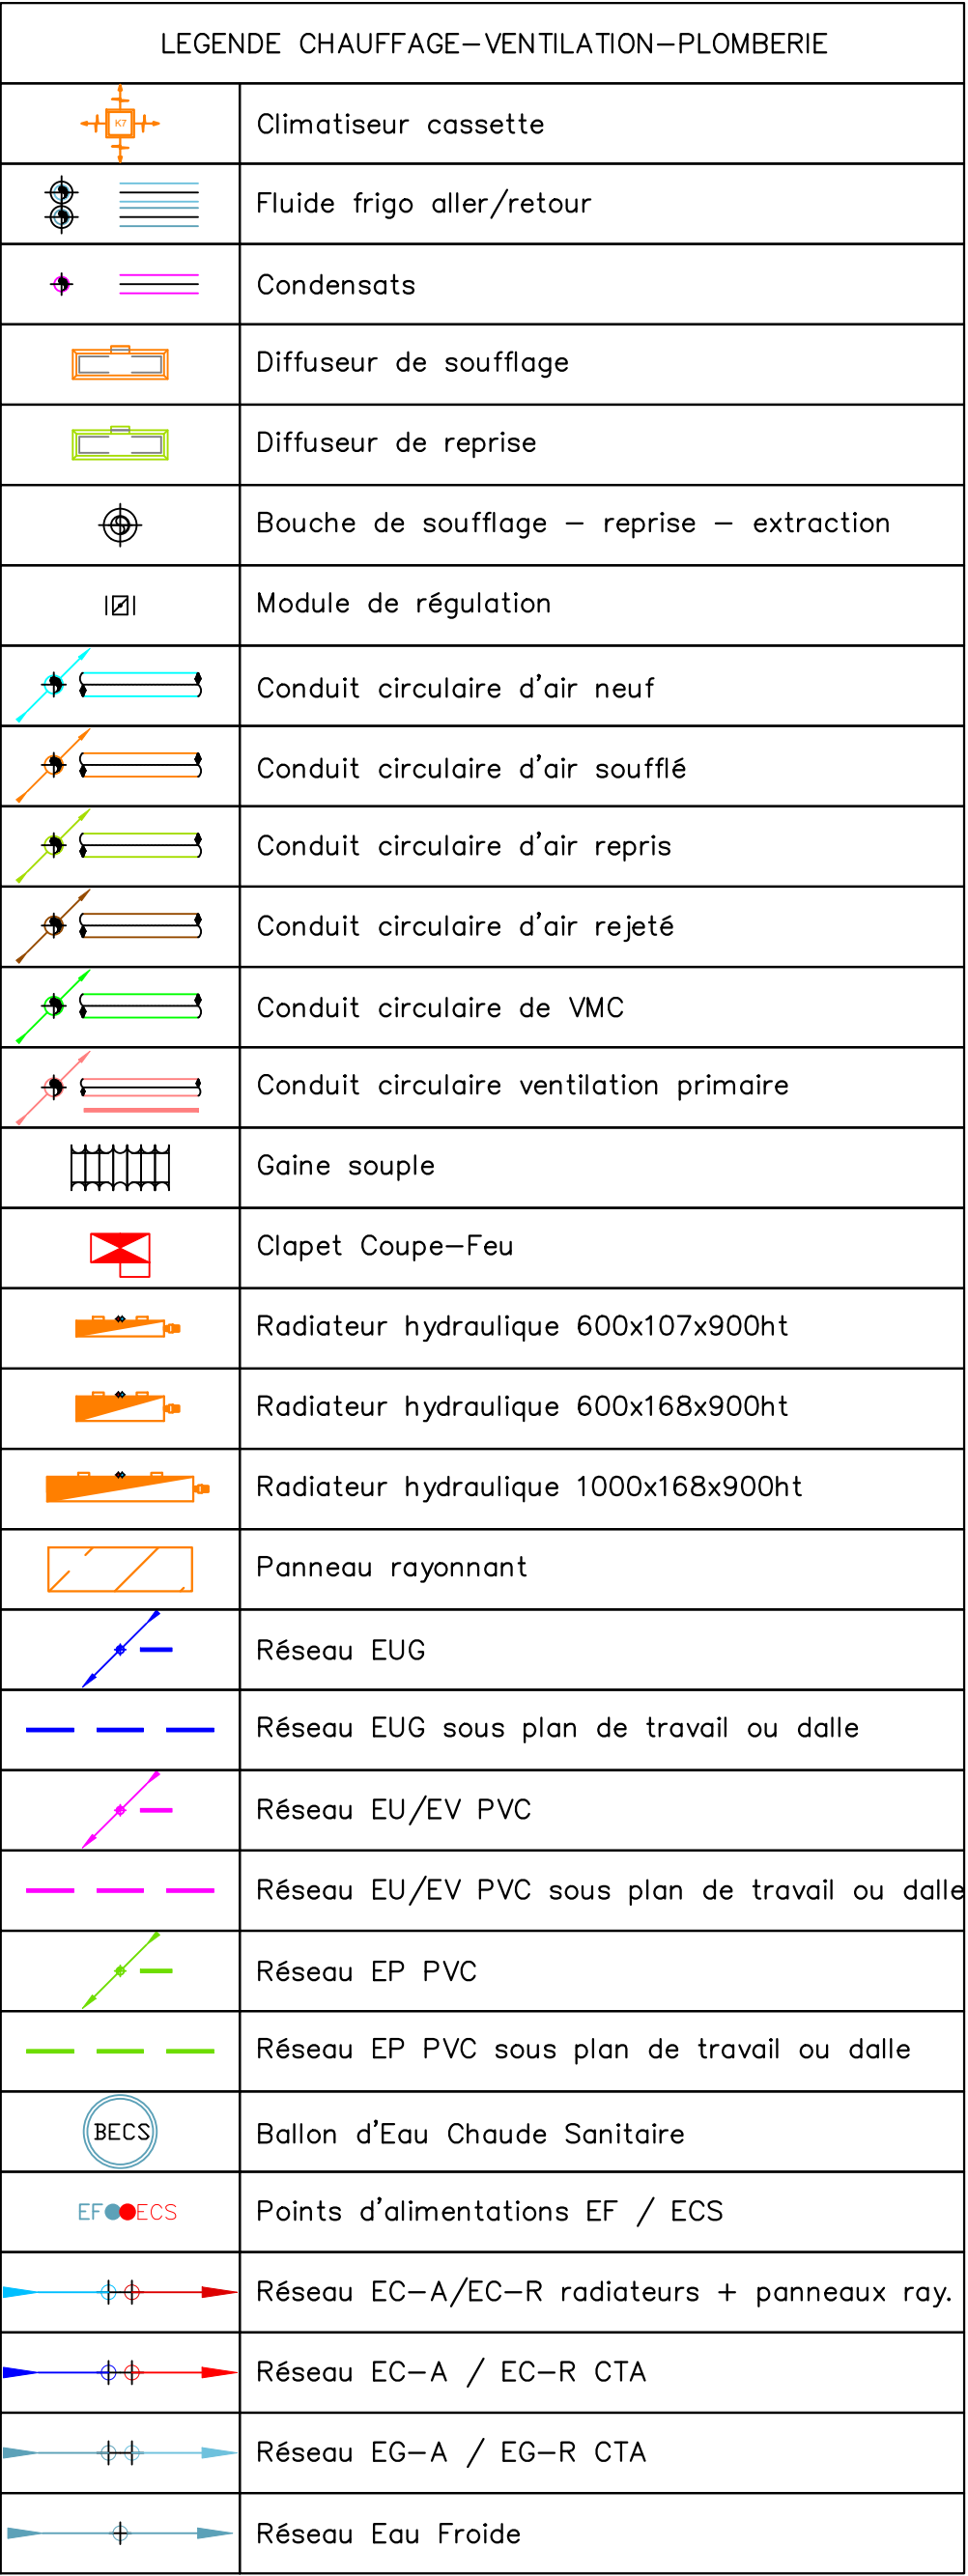 LEGENDE CHAUFFAGE-VENTILATION-PLOMBERIE
K7 Climatiseur cassette
Fluide frigo aller/retour
Condensats
Diffuseur de soufflage
Diffuseur de reprise
Bouche de soufflage - reprise - extraction
Module de régulation
Conduit circulaire d'air neuf
Conduit circulaire d'air soufflé
Conduit circulaire d'air repris
Conduit circulaire d'air rejeté
Conduit circulaire de VMC
Conduit circulaire ventilation primaire
Gaine souple
Clapet Coupe-Feu
Radiateur hydraulique 600x107x900ht
Radiateur hydraulique 600x168x900ht
Radiateur hydraulique 1000x168x900ht
Panneau rayonnant
Réseau EUG
Réseau EUG sous plan de travail ou dalle
Réseau EU/EV PVC
Réseau EU/EV PVC sous plan de travail ou dalle
Réseau EP PVC
Réseau EP PVC sous plan de travail ou dalle
BECS Ballon d'Eau Chaude Sanitaire
EF ECS Points d'alimentations EF / ECS
Réseau EC-A/EC-R radiateurs + panneaux ray.
Réseau EC-A / EC-R CTA
Réseau EG-A / EG-R CTA
Réseau Eau Froide